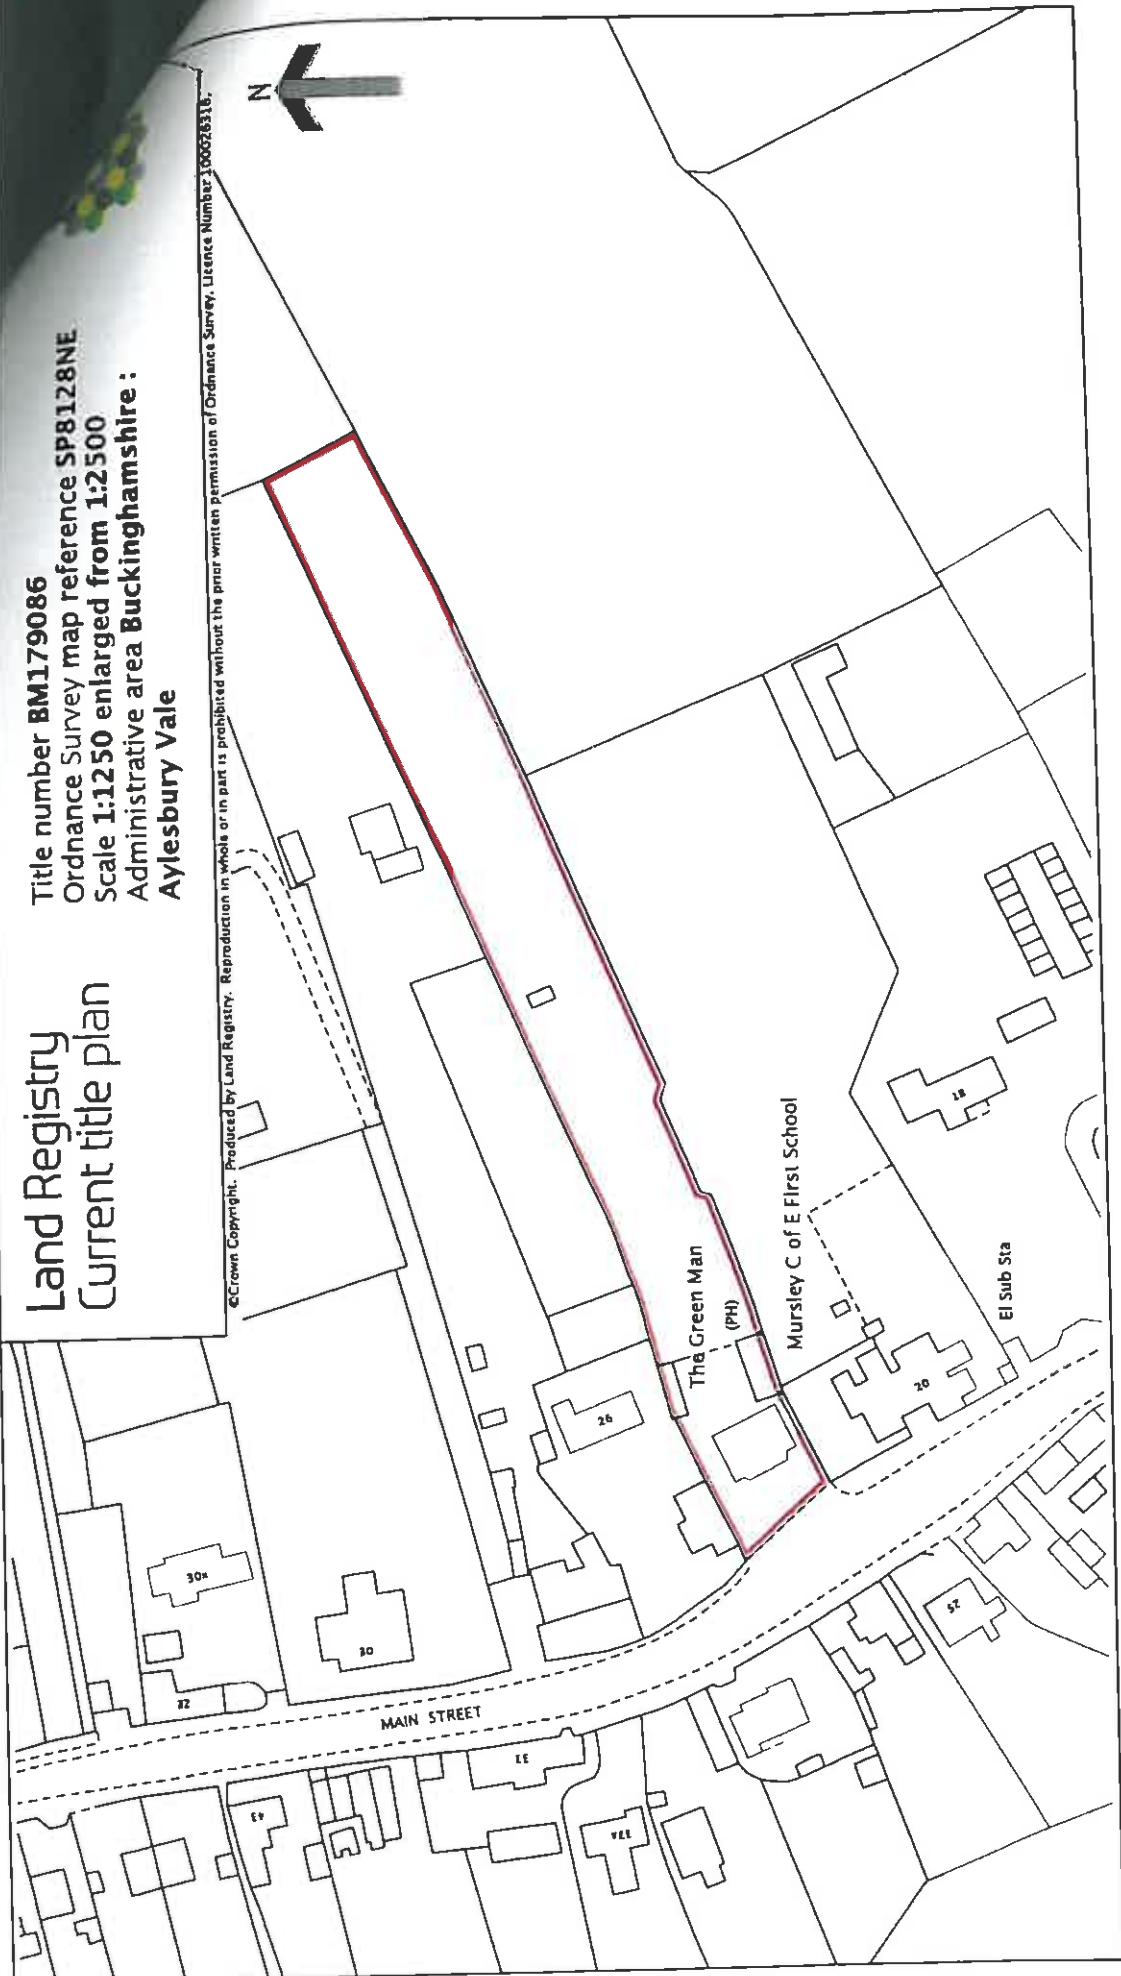 Land Registry
Current title plan
Title number BM179086
Ordnance Survey map reference SP8128NE
Scale 1:1250 enlarged from 1:2500
Administrative area Buckinghamshire :
Aylesbury Vale
©Crown Copyright. Produced by Land Registry. Reproduction in whole or in part is prohibited without the prior written permission of Ordnance Survey. Licence Number 100026316.
N
30a
32
30
MAIN STREET
43
31
37A
26
The Green Man
(PH)
Mursley C of E First School
20
El Sub Sta
18
25